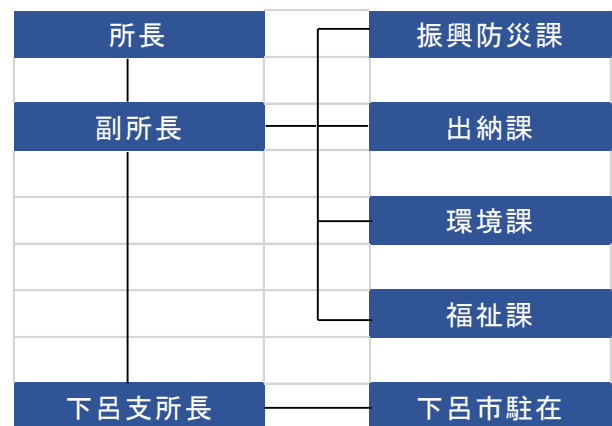 所長
振興防災課
副所長
出納課
環境課
福祉課
下呂支所長
下呂市駐在